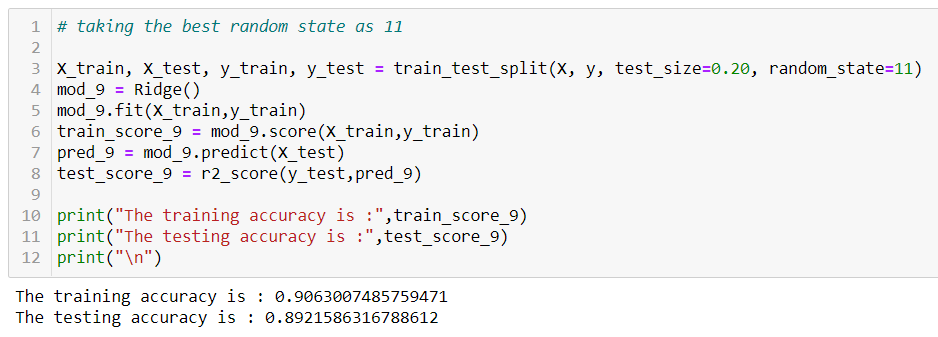 1 # taking the best random state as 11
2
3 X_train, X_test, y_train, y_test = train_test_split(X, y, test_size=0.20, random_state=11)
4 mod_9 = Ridge()
5 mod_9.fit(X_train,y_train)
6 train_score_9 = mod_9.score(X_train,y_train)
7 pred_9 = mod_9.predict(X_test)
8 test_score_9 = r2_score(y_test,pred_9)
9
10 print("The training accuracy is :",train_score_9)
11 print("The testing accuracy is :",test_score_9)
12 print("\n")
The training accuracy is : 0.9063007485759471
The testing accuracy is : 0.8921586316788612